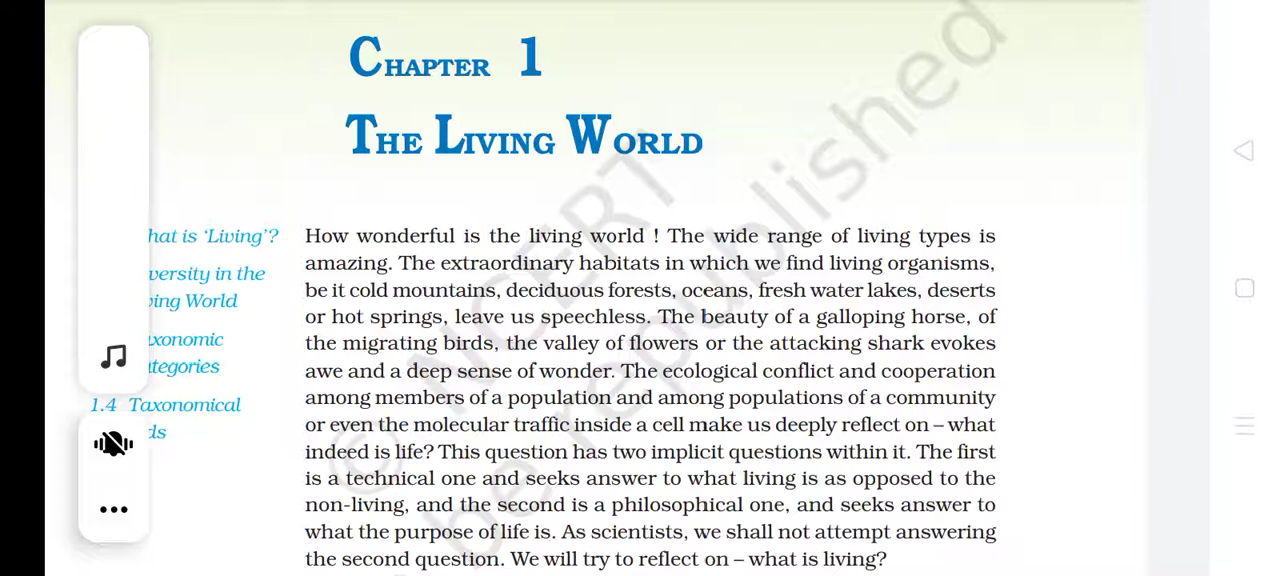 CHAPTER 1
THE LIVING WORLD
hat is ‘Living’?
versity in the
ing World
xonomic
tegories
1.4 Taxonomical
ds
How wonderful is the living world ! The wide range of living types is
amazing. The extraordinary habitats in which we find living organisms,
be it cold mountains, deciduous forests, oceans, fresh water lakes, deserts
or hot springs, leave us speechless. The beauty of a galloping horse, of
the migrating birds, the valley of flowers or the attacking shark evokes
awe and a deep sense of wonder. The ecological conflict and cooperation
among members of a population and among populations of a community
or even the molecular traffic inside a cell make us deeply reflect on – what
indeed is life? This question has two implicit questions within it. The first
is a technical one and seeks answer to what living is as opposed to the
non-living, and the second is a philosophical one, and seeks answer to
what the purpose of life is. As scientists, we shall not attempt answering
the second question. We will try to reflect on – what is living?
© NCERT
be republished